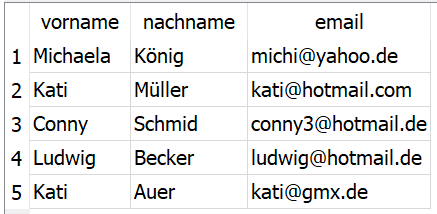 vorname nachname email
1 Michaela König michi@yahoo.de
2 Kati Müller kati@hotmail.com
3 Conny Schmid conny3@hotmail.de
4 Ludwig Becker ludwig@hotmail.de
5 Kati Auer kati@gmx.de